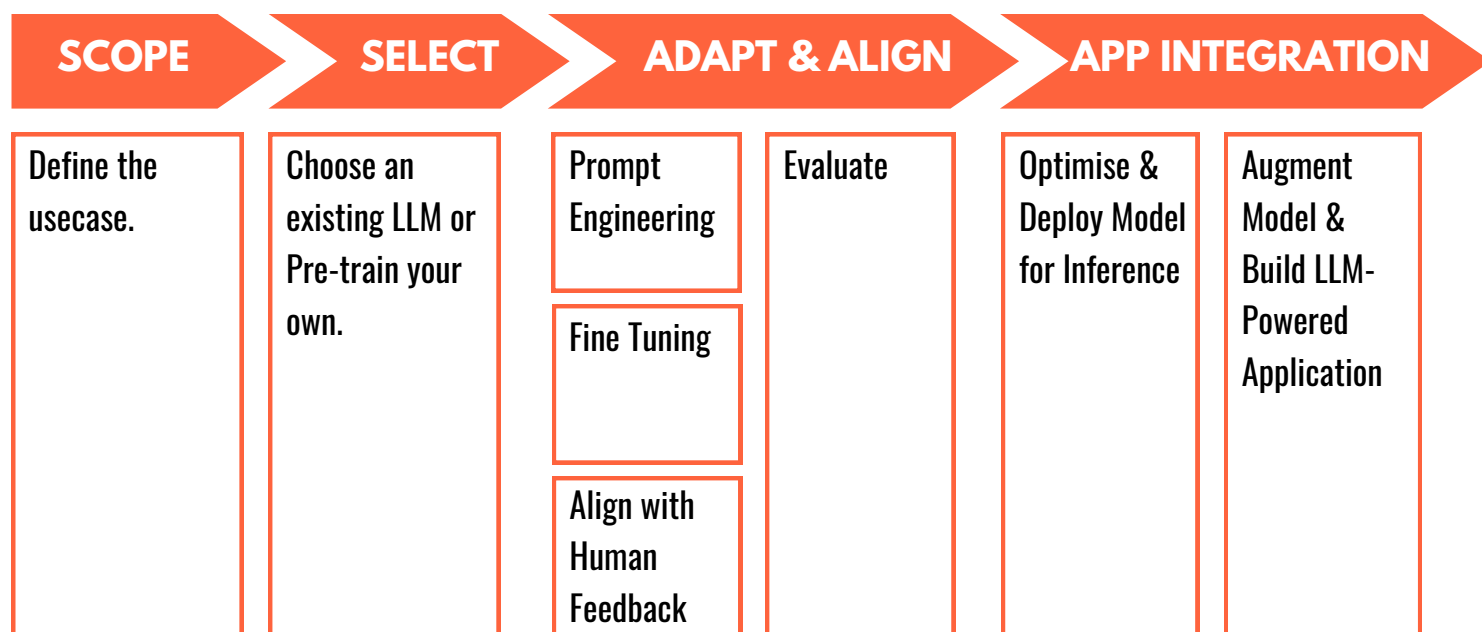 SCOPE
SELECT
ADAPT & ALIGN
APP INTEGRATION
Define the
usecase.
Choose an
existing LLM or
Pre-train your
own.
Prompt
Engineering
Fine Tuning
Align with
Human
Feedback
Evaluate
Optimise &
Deploy Model
for Inference
Augment
Model &
Build LLM-
Powered
Application